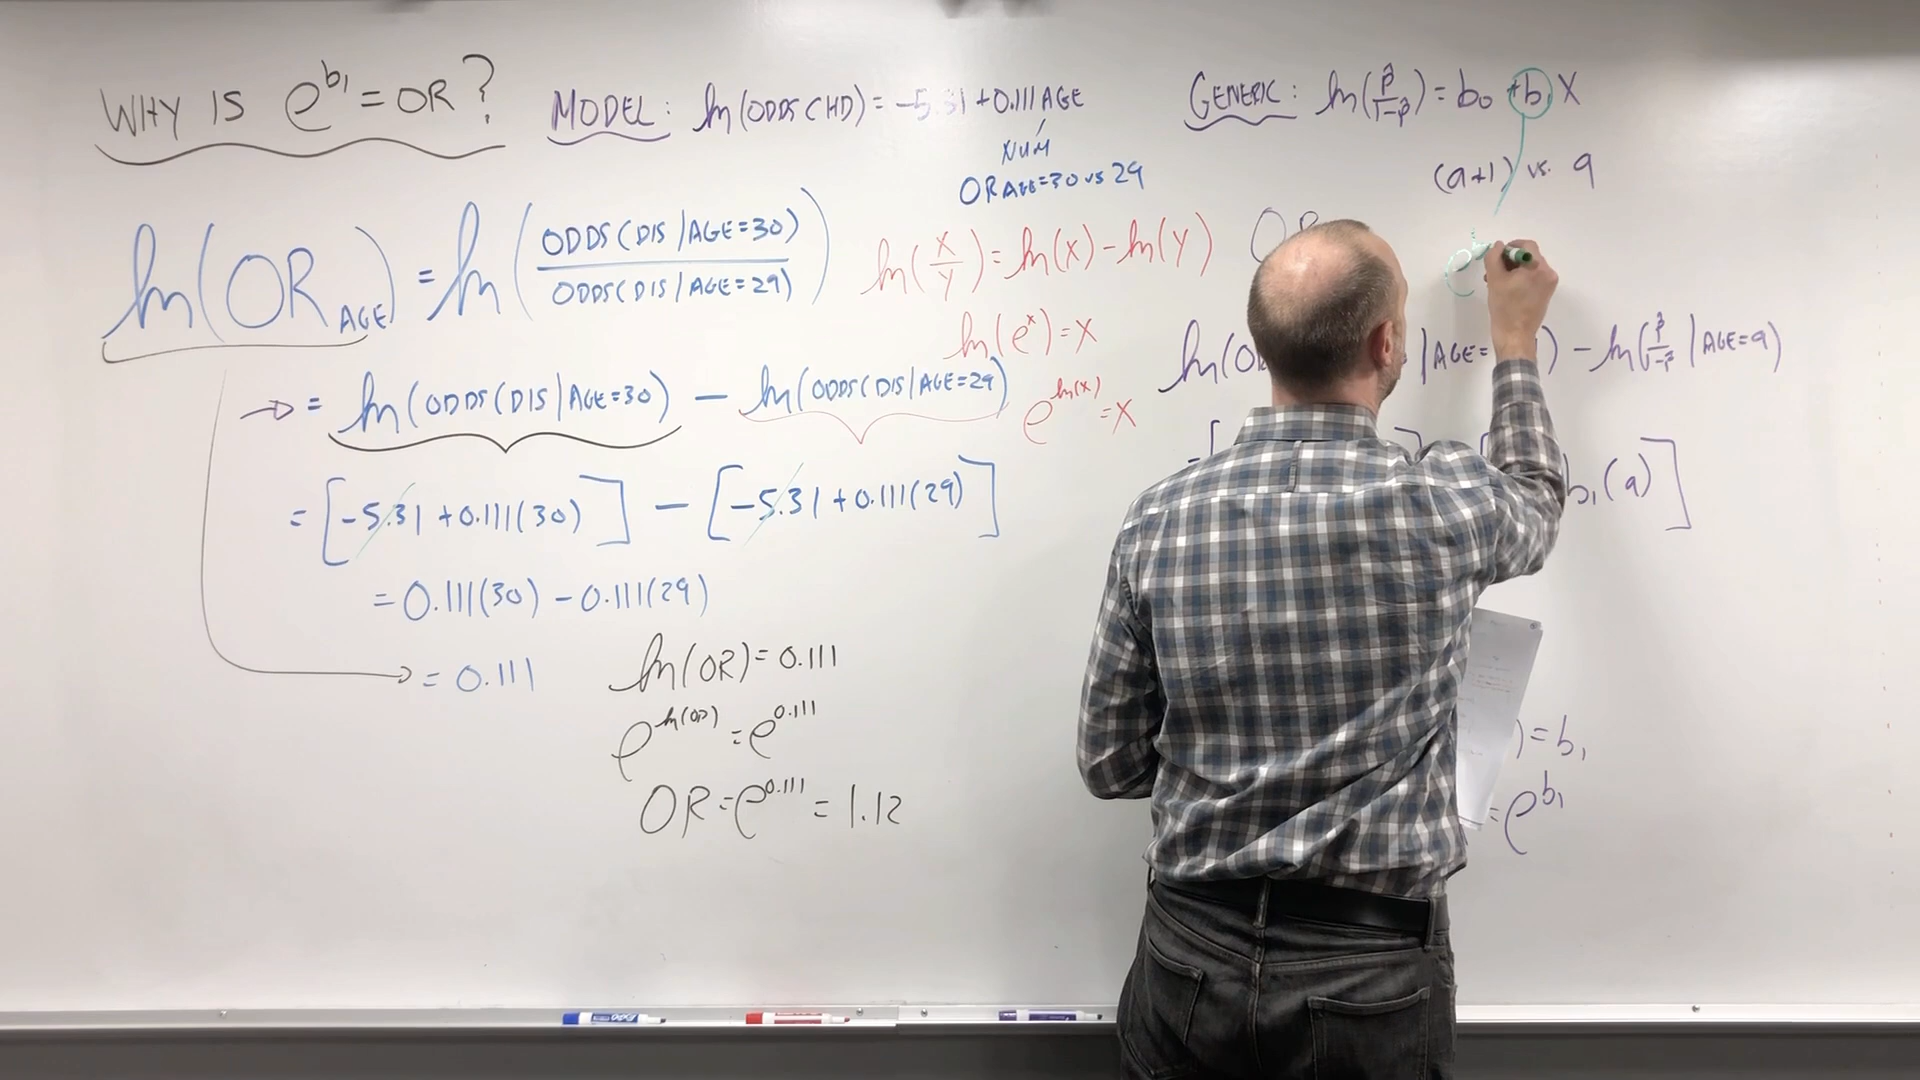 WHY IS e^b₁ = OR?
MODEL: ln(ODDS CHD) = -5.31 + 0.111 AGE
NUM
OR AGE=30 vs 29
ln(OR AGE) = ln(ODDS(DIS | AGE=30) / ODDS(DIS | AGE=29))
= ln(ODDS(DIS | AGE=30) - ln(ODDS(DIS | AGE=29)
= [-5.31 + 0.111(30)] - [-5.31 + 0.111(29)]
= 0.111(30) - 0.111(29)
= 0.111
ln(OR) = 0.111
e^ln(OR) = e^0.111
OR = e^0.111 = 1.12
ln(X/Y) = ln(X) - ln(Y)
ln(e^x) = X
e^ln(x) = X
GENERIC: ln(p̂/1-p̂) = b₀ + b₁ X
(a+1) vs. a
OR
e
ln(O | AGE= ) - ln(p̂/1-p̂ | AGE=a)
= [ ] b₁(a)]
) = b₁
= e^b₁